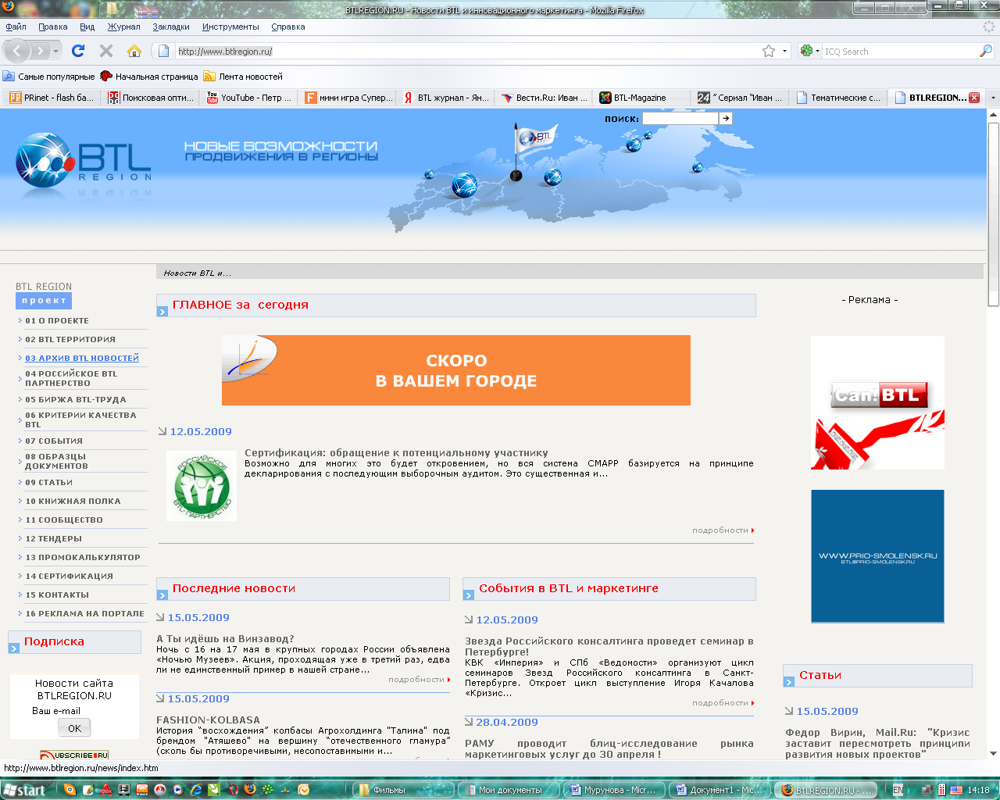 BTLREGION.RU - Новости BTL и инновационного маркетинга - Mozilla Firefox
Файл Правка Вид Журнал Закладки Инструменты Справка
http://www.btlregion.ru/
ICQ Search
Самые популярные Начальная страница Лента новостей
PRinet - flash ба... Поисковая опти... YouTube - Петр ... мини игра Супер... BTL журнал - Ян... Вести.Ru: Иван ... BTL-Magazine " Сериал "Иван ... Тематические с... BTLREGION...
ПОИСК:
BTL
REGION
НОВЫЕ ВОЗМОЖНОСТИ
ПРОДВИЖЕНИЯ В РЕГИОНЫ
Новости BTL и...
BTL REGION
проект
01 О ПРОЕКТЕ
02 BTL ТЕРРИТОРИЯ
03 АРХИВ BTL НОВОСТЕЙ
04 РОССИЙСКОЕ BTL
ПАРТНЕРСТВО
05 БИРЖА BTL-ТРУДА
06 КРИТЕРИИ КАЧЕСТВА
BTL
07 СОБЫТИЯ
08 ОБРАЗЦЫ
ДОКУМЕНТОВ
09 СТАТЬИ
10 КНИЖНАЯ ПОЛКА
11 СООБЩЕСТВО
12 ТЕНДЕРЫ
13 ПРОМОКАЛЬКУЛЯТОР
14 СЕРТИФИКАЦИЯ
15 КОНТАКТЫ
16 РЕКЛАМА НА ПОРТАЛЕ
Подписка
Новости сайта
BTLREGION.RU
Ваш e-mail
OK
UBSCRIBE.RU
ГЛАВНОЕ за сегодня
СКОРО
В ВАШЕМ ГОРОДЕ
12.05.2009
РОССИЙСКОЕ
BTL-ПАРТНЕРСТВО
Сертификация: обращение к потенциальному участнику
Возможно для многих это будет откровением, но вся система СМАРР базируется на принципе
декларирования с последующим выборочным аудитом. Это существенная и...
подробности
Последние новости
15.05.2009
А Ты идёшь на Винзавод?
Ночь с 16 на 17 мая в крупных городах России объявлена
«Ночью Музеев». Акция, проходящая уже в третий раз, едва
ли не единственный пример в нашей стране...
подробности
15.05.2009
FASHION-KOLBASA
История “восхождения” колбасы Агрохолдинга "Талина" под
брендом "Атяшево" на вершину “отечественного гламура”
(сколь бы противоречивыми, несопоставимыми и...
События в BTL и маркетинге
12.05.2009
Звезда Российского консалтинга проведет семинар в
Петербурге!
КВК «Империя» и СПб «Ведомости» организуют цикл
семинаров Звезд Российского консалтинга в Санкт-
Петербурге. Откроет цикл выступление Игоря Качалова
«Кризис...
подробности
28.04.2009
РАМУ проводит блиц-исследование рынка
маркетинговых услуг до 30 апреля !
- Реклама -
Can! BTL
WWW.PRIO-SMOLENSK.RU
BTL@PRIO-SMOLENSK.RU
Статьи
15.05.2009
Федор Вирин, Mail.Ru: "Кризис
заставит пересмотреть принципи
развития новых проектов"
http://www.btlregion.ru/news/index.htm
start Фильмы Мои документы Мурунова - Micr... Документ1 - Mic... BTLREGION.RU - ... EN 14:18